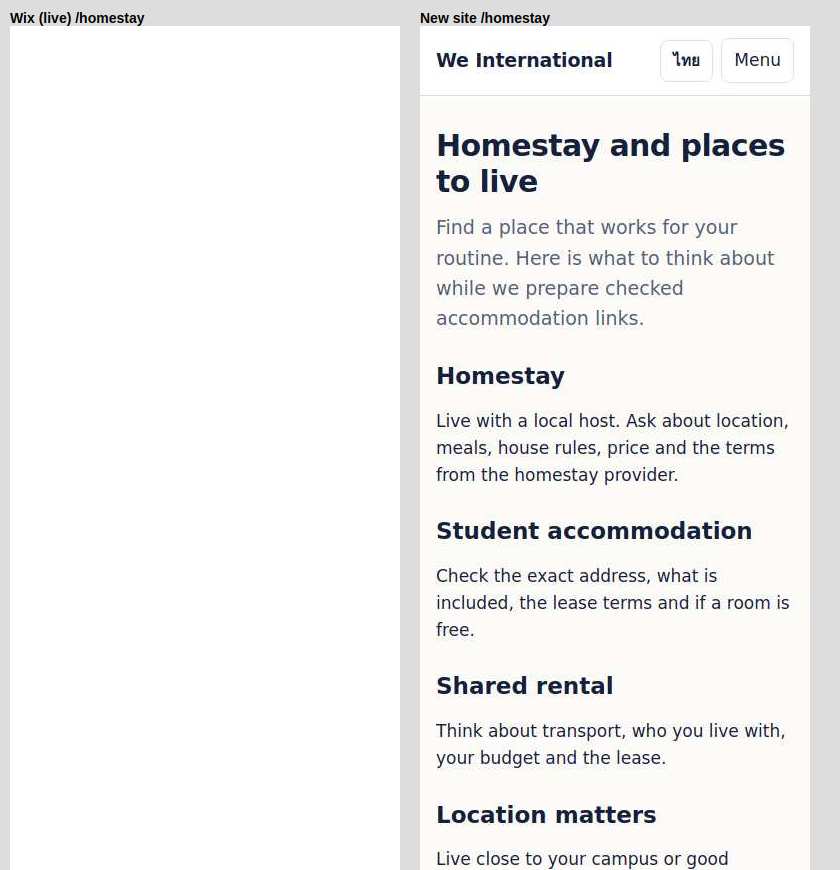 Wix (live) /homestay
New site /homestay
We International
ไทย
Menu
Homestay and places
to live
Find a place that works for your
routine. Here is what to think about
while we prepare checked
accommodation links.
Homestay
Live with a local host. Ask about location,
meals, house rules, price and the terms
from the homestay provider.
Student accommodation
Check the exact address, what is
included, the lease terms and if a room is
free.
Shared rental
Think about transport, who you live with,
your budget and the lease.
Location matters
Live close to your campus or good